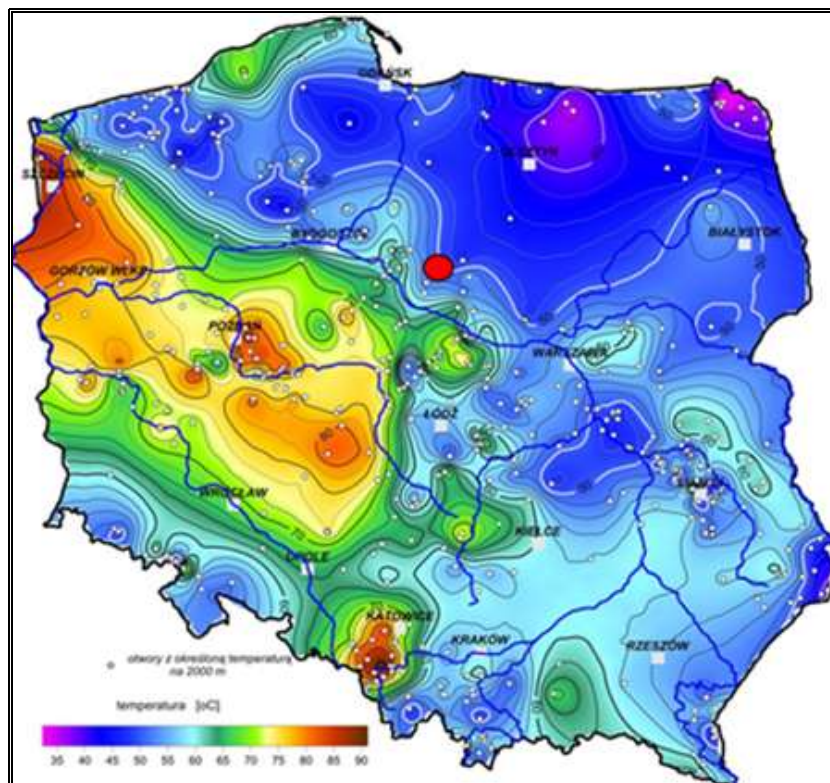 GDAŃSK
OLSZTYN
SZCZECIN
BYDGOSZCZ
BIAŁYSTOK
GORZÓW WLKP
POZNAŃ
WARSZAWA
ŁÓDŹ
WROCŁAW
KIELCE
OPOLE
KATOWICE
KRAKÓW
RZESZÓW
otwory z określoną temperaturą
na 2000 m
temperatura [oC]
35 40 45 50 55 60 65 70 75 80 85 90